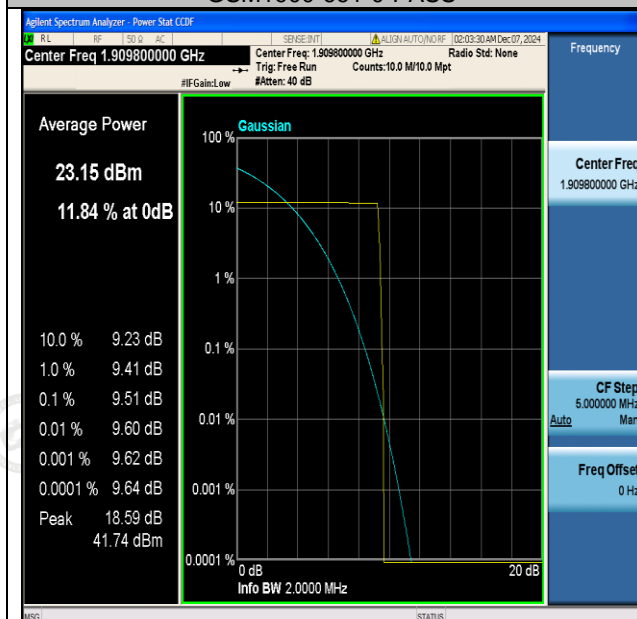 Agilent Spectrum Analyzer - Power Stat CCDF
RL RF 50 Ω AC SENSE:INT ALIGN AUTO/NO RF 02:03:30 AM Dec 07, 2024
Center Freq 1.909800000 GHz
Center Freq: 1.909800000 GHz Radio Std: None
Trig: Free Run Counts:10.0 M/10.0 Mpt
#IFGain:Low #Atten: 40 dB
Frequency
Average Power
23.15 dBm
11.84 % at 0dB
10.0 % 9.23 dB
1.0 % 9.41 dB
0.1 % 9.51 dB
0.01 % 9.60 dB
0.001 % 9.62 dB
0.0001 % 9.64 dB
Peak 18.59 dB
41.74 dBm
100 % Gaussian
10 %
1 %
0.1 %
0.01 %
0.001 %
0.0001 %
0 dB 20 dB
Info BW 2.0000 MHz
Center Freq
1.909800000 GHz
CF Step
5.000000 MHz
Auto Man
Freq Offset
0 Hz
MSG STATUS